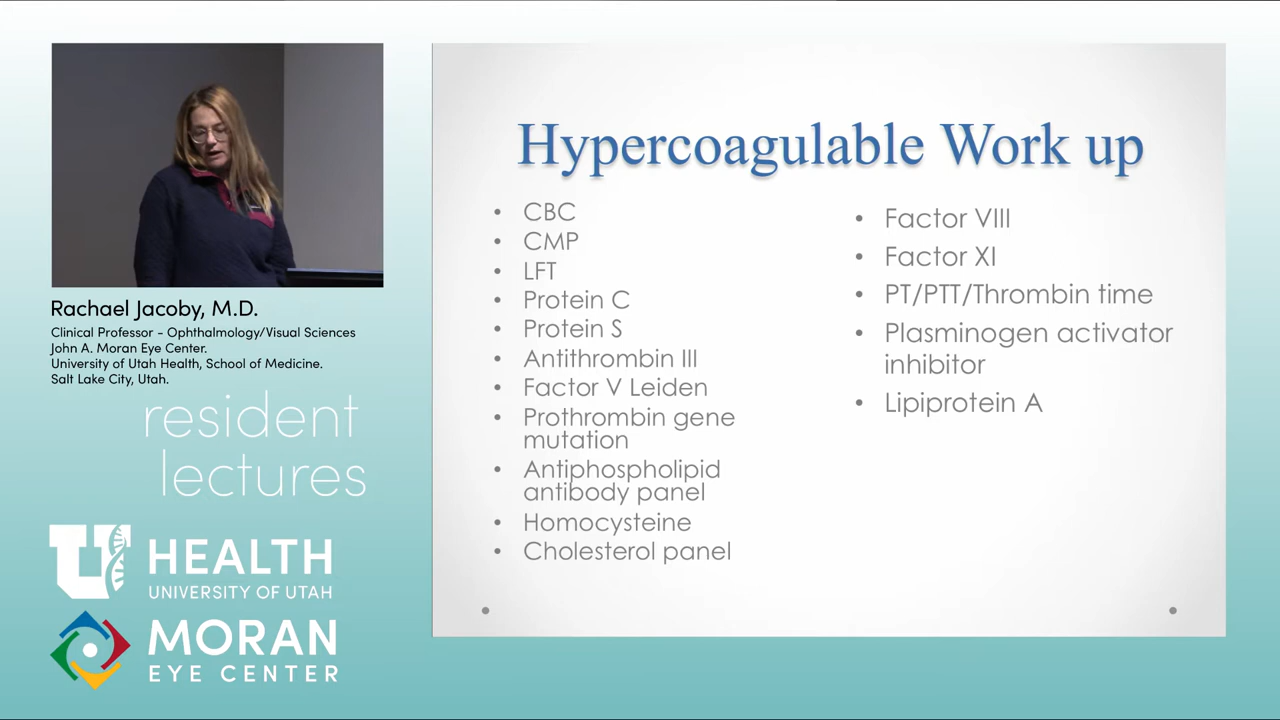 Rachael Jacoby, M.D.
Clinical Professor - Ophthalmology/Visual Sciences
John A. Moran Eye Center.
University of Utah Health, School of Medicine.
Salt Lake City, Utah.
resident
lectures
U HEALTH
UNIVERSITY OF UTAH
MORAN
EYE CENTER
Hypercoagulable Work up
• CBC
• CMP
• LFT
• Protein C
• Protein S
• Antithrombin III
• Factor V Leiden
• Prothrombin gene
mutation
• Antiphospholipid
antibody panel
• Homocysteine
• Cholesterol panel
• Factor VIII
• Factor XI
• PT/PTT/Thrombin time
• Plasminogen activator
inhibitor
• Lipiprotein A